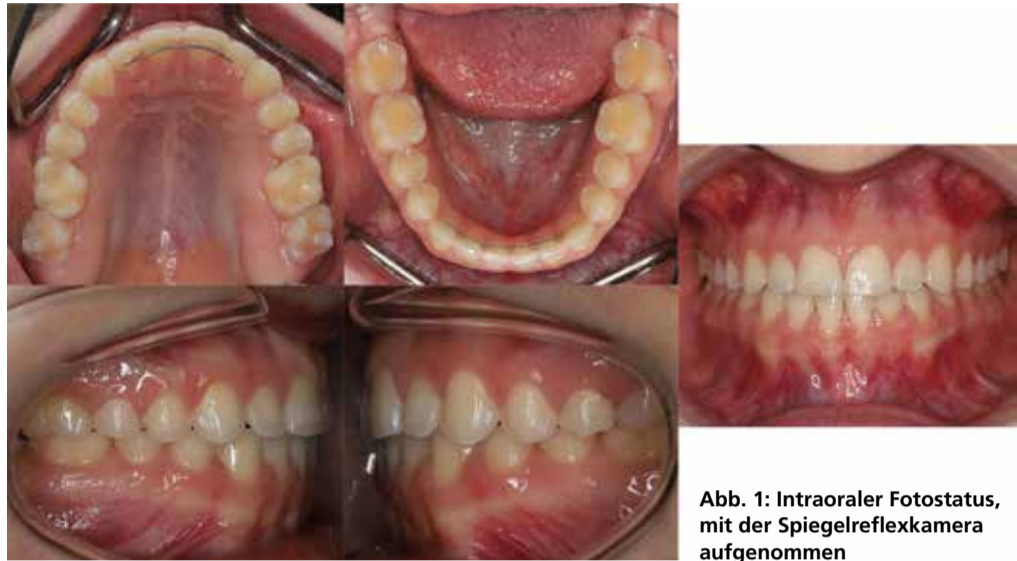 Abb. 1: Intraoraler Fotostatus,
mit der Spiegelreflexkamera
aufgenommen